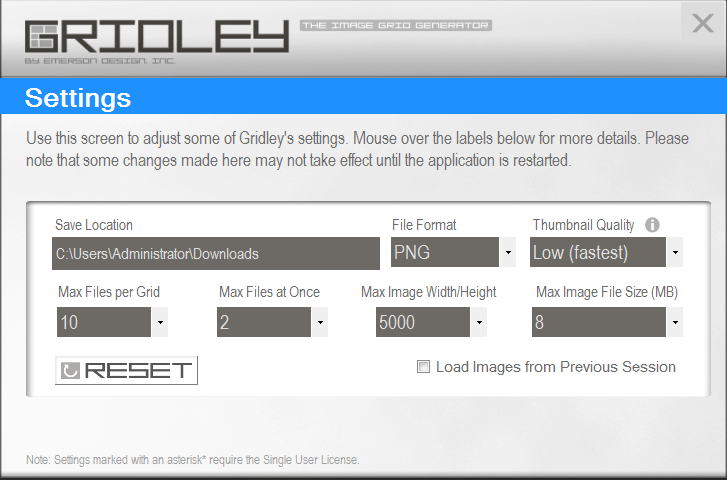 GRIDLEY THE IMAGE GRID GENERATOR
BY EMERSON DESIGN, INC.
Settings
Use this screen to adjust some of Gridley's settings. Mouse over the labels below for more details. Please
note that some changes made here may not take effect until the application is restarted.
Save Location File Format Thumbnail Quality
C:\Users\Administrator\Downloads PNG Low (fastest)
Max Files per Grid Max Files at Once Max Image Width/Height Max Image File Size (MB)
10 2 5000 8
RESET Load Images from Previous Session
Note: Settings marked with an asterisk* require the Single User License.